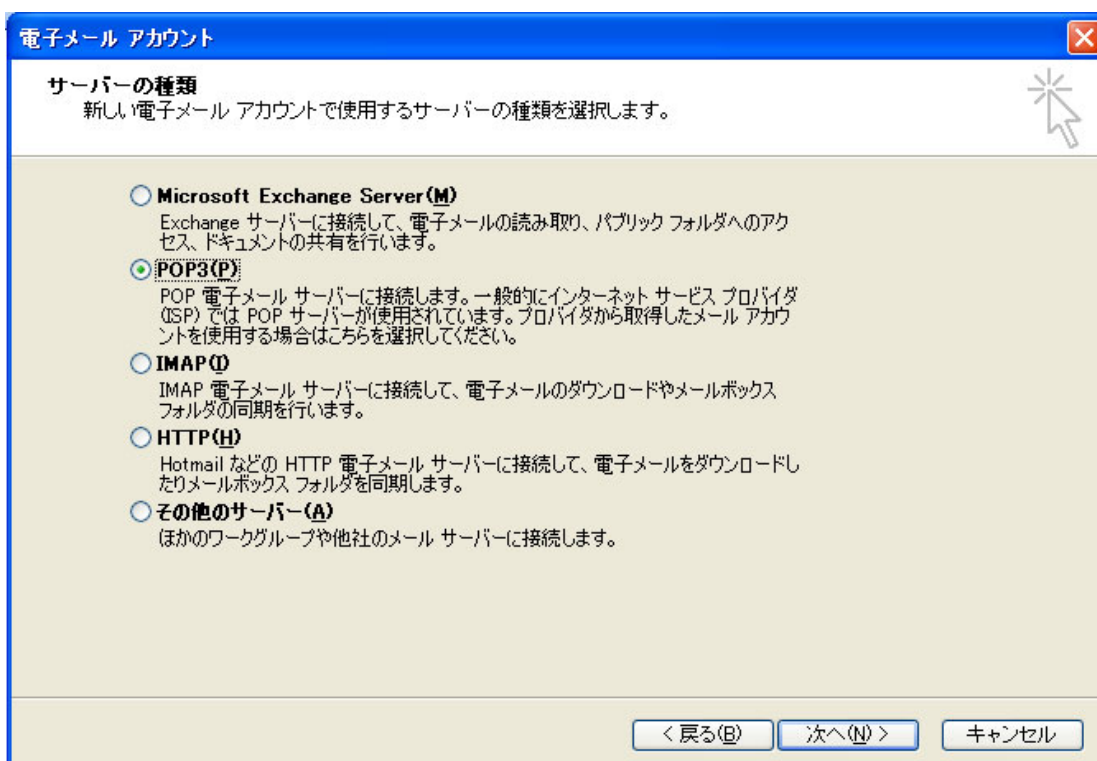 電子メール アカウント
サーバーの種類
新しい電子メール アカウントで使用するサーバーの種類を選択します。
Microsoft Exchange Server(M)
Exchange サーバーに接続して、電子メールの読み取り、パブリック フォルダへのアク
セス、ドキュメントの共有を行います。
POP3(P)
POP 電子メール サーバーに接続します。一般的にインターネット サービス プロバイダ
(ISP) では POP サーバーが使用されています。プロバイダから取得したメール アカウ
ントを使用する場合はこちらを選択してください。
IMAP(I)
IMAP 電子メール サーバーに接続して、電子メールのダウンロードやメールボックス
フォルダの同期を行います。
HTTP(H)
Hotmail などの HTTP 電子メール サーバーに接続して、電子メールをダウンロードし
たりメールボックス フォルダを同期します。
その他のサーバー(A)
ほかのワークグループや他社のメール サーバーに接続します。
< 戻る(B) 次へ(N) > キャンセル